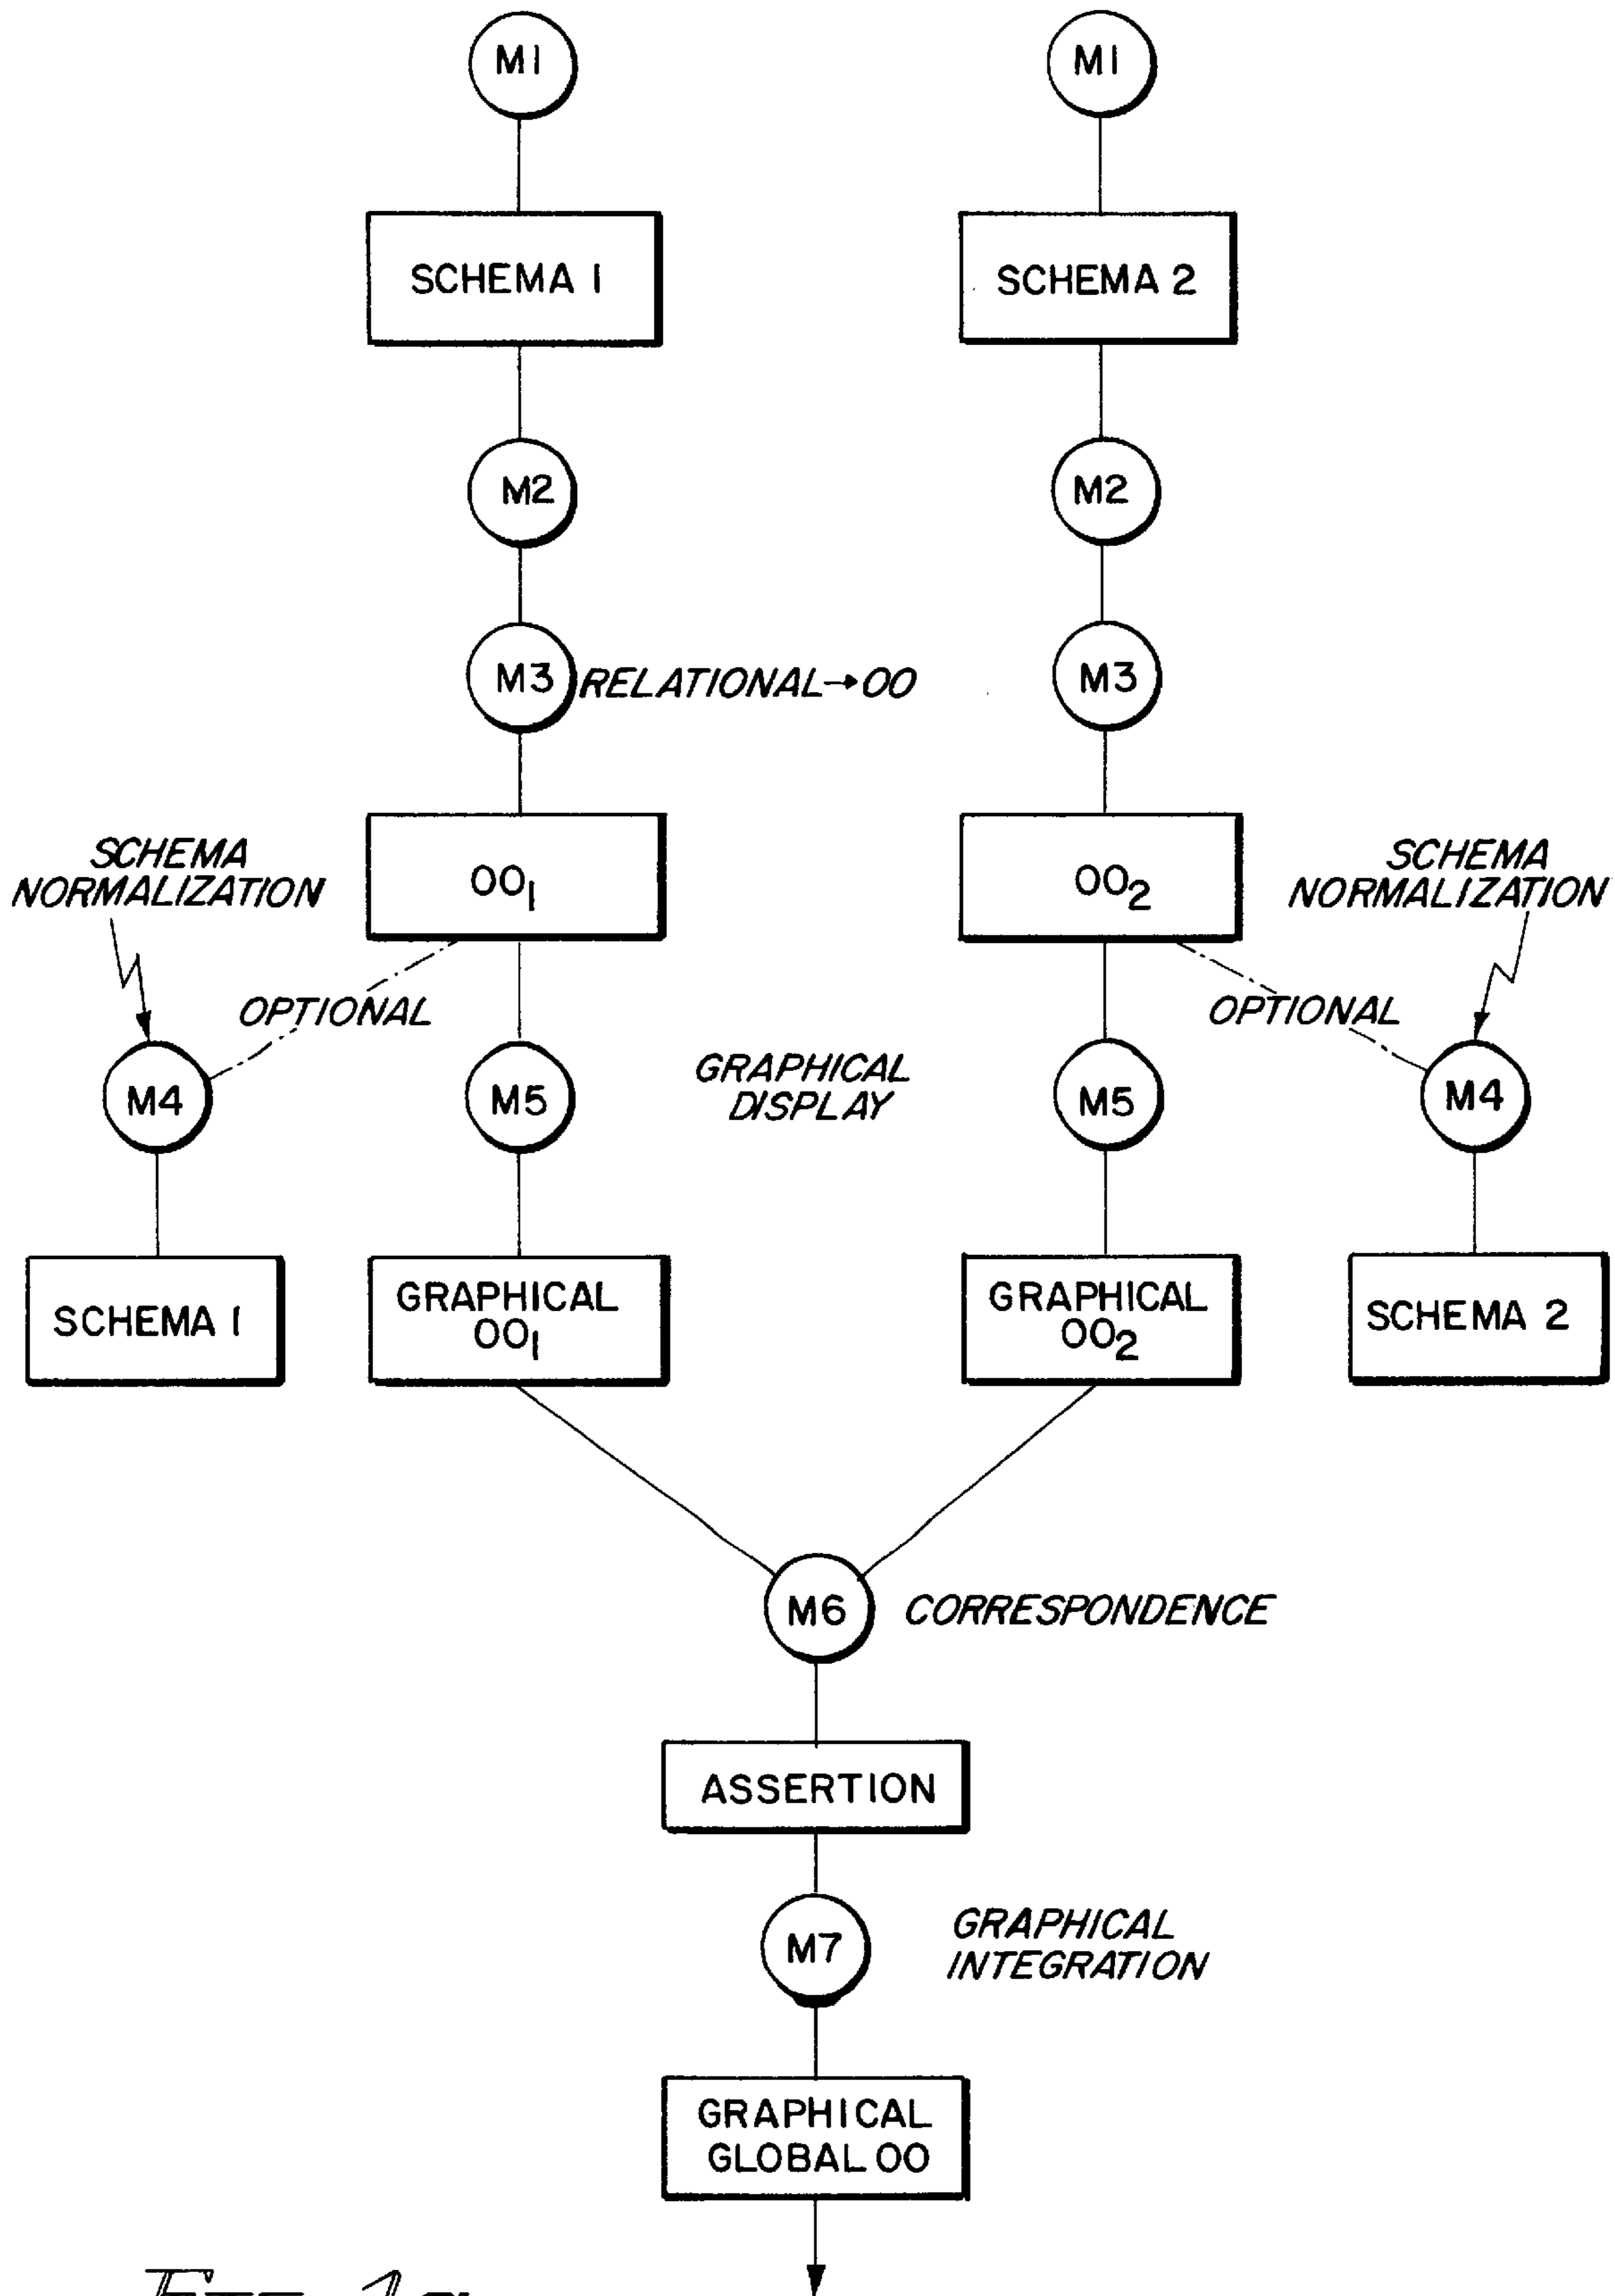 M1
M1
SCHEMA 1
SCHEMA 2
M2
M2
M3
RELATIONAL→OO
M3
SCHEMA
NORMALIZATION
OO1
OO2
SCHEMA
NORMALIZATION
OPTIONAL
OPTIONAL
M4
M5
GRAPHICAL
DISPLAY
M5
M4
SCHEMA 1
GRAPHICAL
OO1
GRAPHICAL
OO2
SCHEMA 2
M6
CORRESPONDENCE
ASSERTION
M7
GRAPHICAL
INTEGRATION
GRAPHICAL
GLOBAL OO